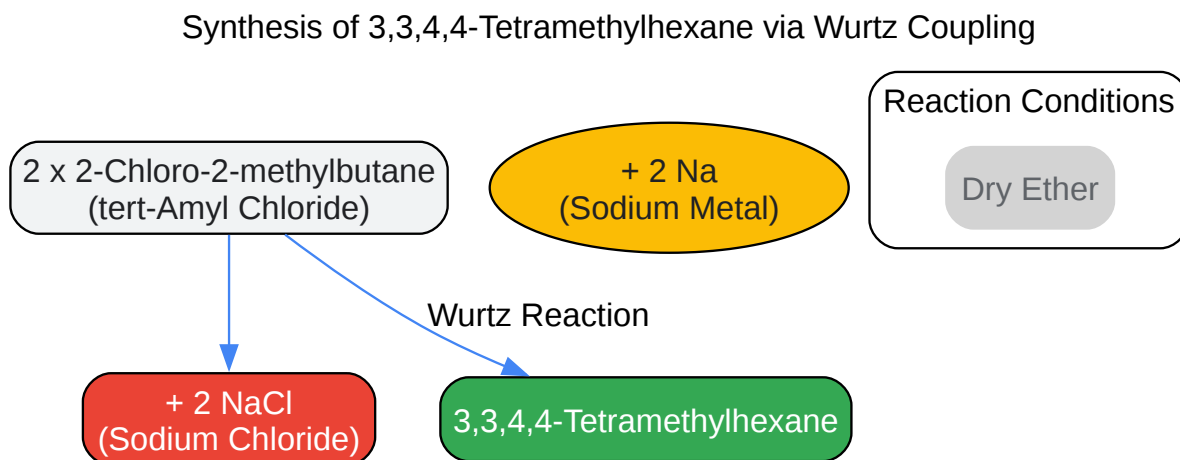 Synthesis of 3,3,4,4-Tetramethylhexane via Wurtz Coupling
Reaction Conditions
2 x 2-Chloro-2-methylbutane
(tert-Amyl Chloride)
+ 2 Na
(Sodium Metal)
Dry Ether
Wurtz Reaction
+ 2 NaCl
(Sodium Chloride)
3,3,4,4-Tetramethylhexane